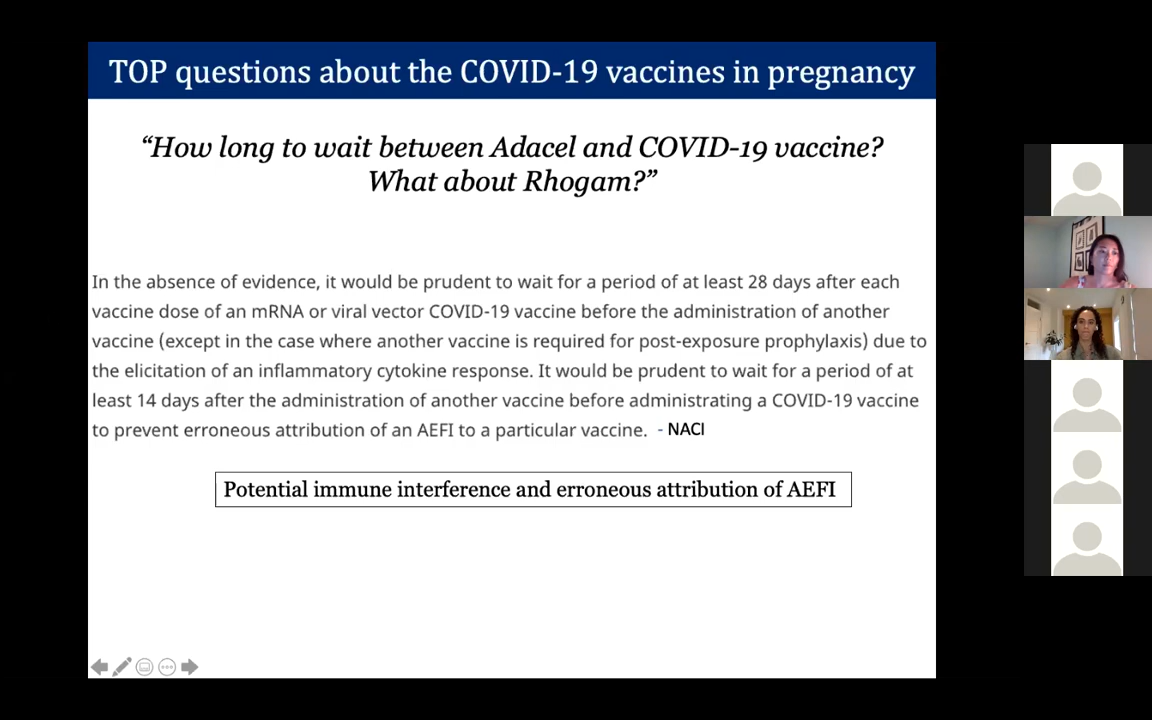 TOP questions about the COVID-19 vaccines in pregnancy
“How long to wait between Adacel and COVID-19 vaccine?
What about Rhogam?”
In the absence of evidence, it would be prudent to wait for a period of at least 28 days after each
vaccine dose of an mRNA or viral vector COVID-19 vaccine before the administration of another
vaccine (except in the case where another vaccine is required for post-exposure prophylaxis) due to
the elicitation of an inflammatory cytokine response. It would be prudent to wait for a period of at
least 14 days after the administration of another vaccine before administrating a COVID-19 vaccine
to prevent erroneous attribution of an AEFI to a particular vaccine. - NACI
Potential immune interference and erroneous attribution of AEFI